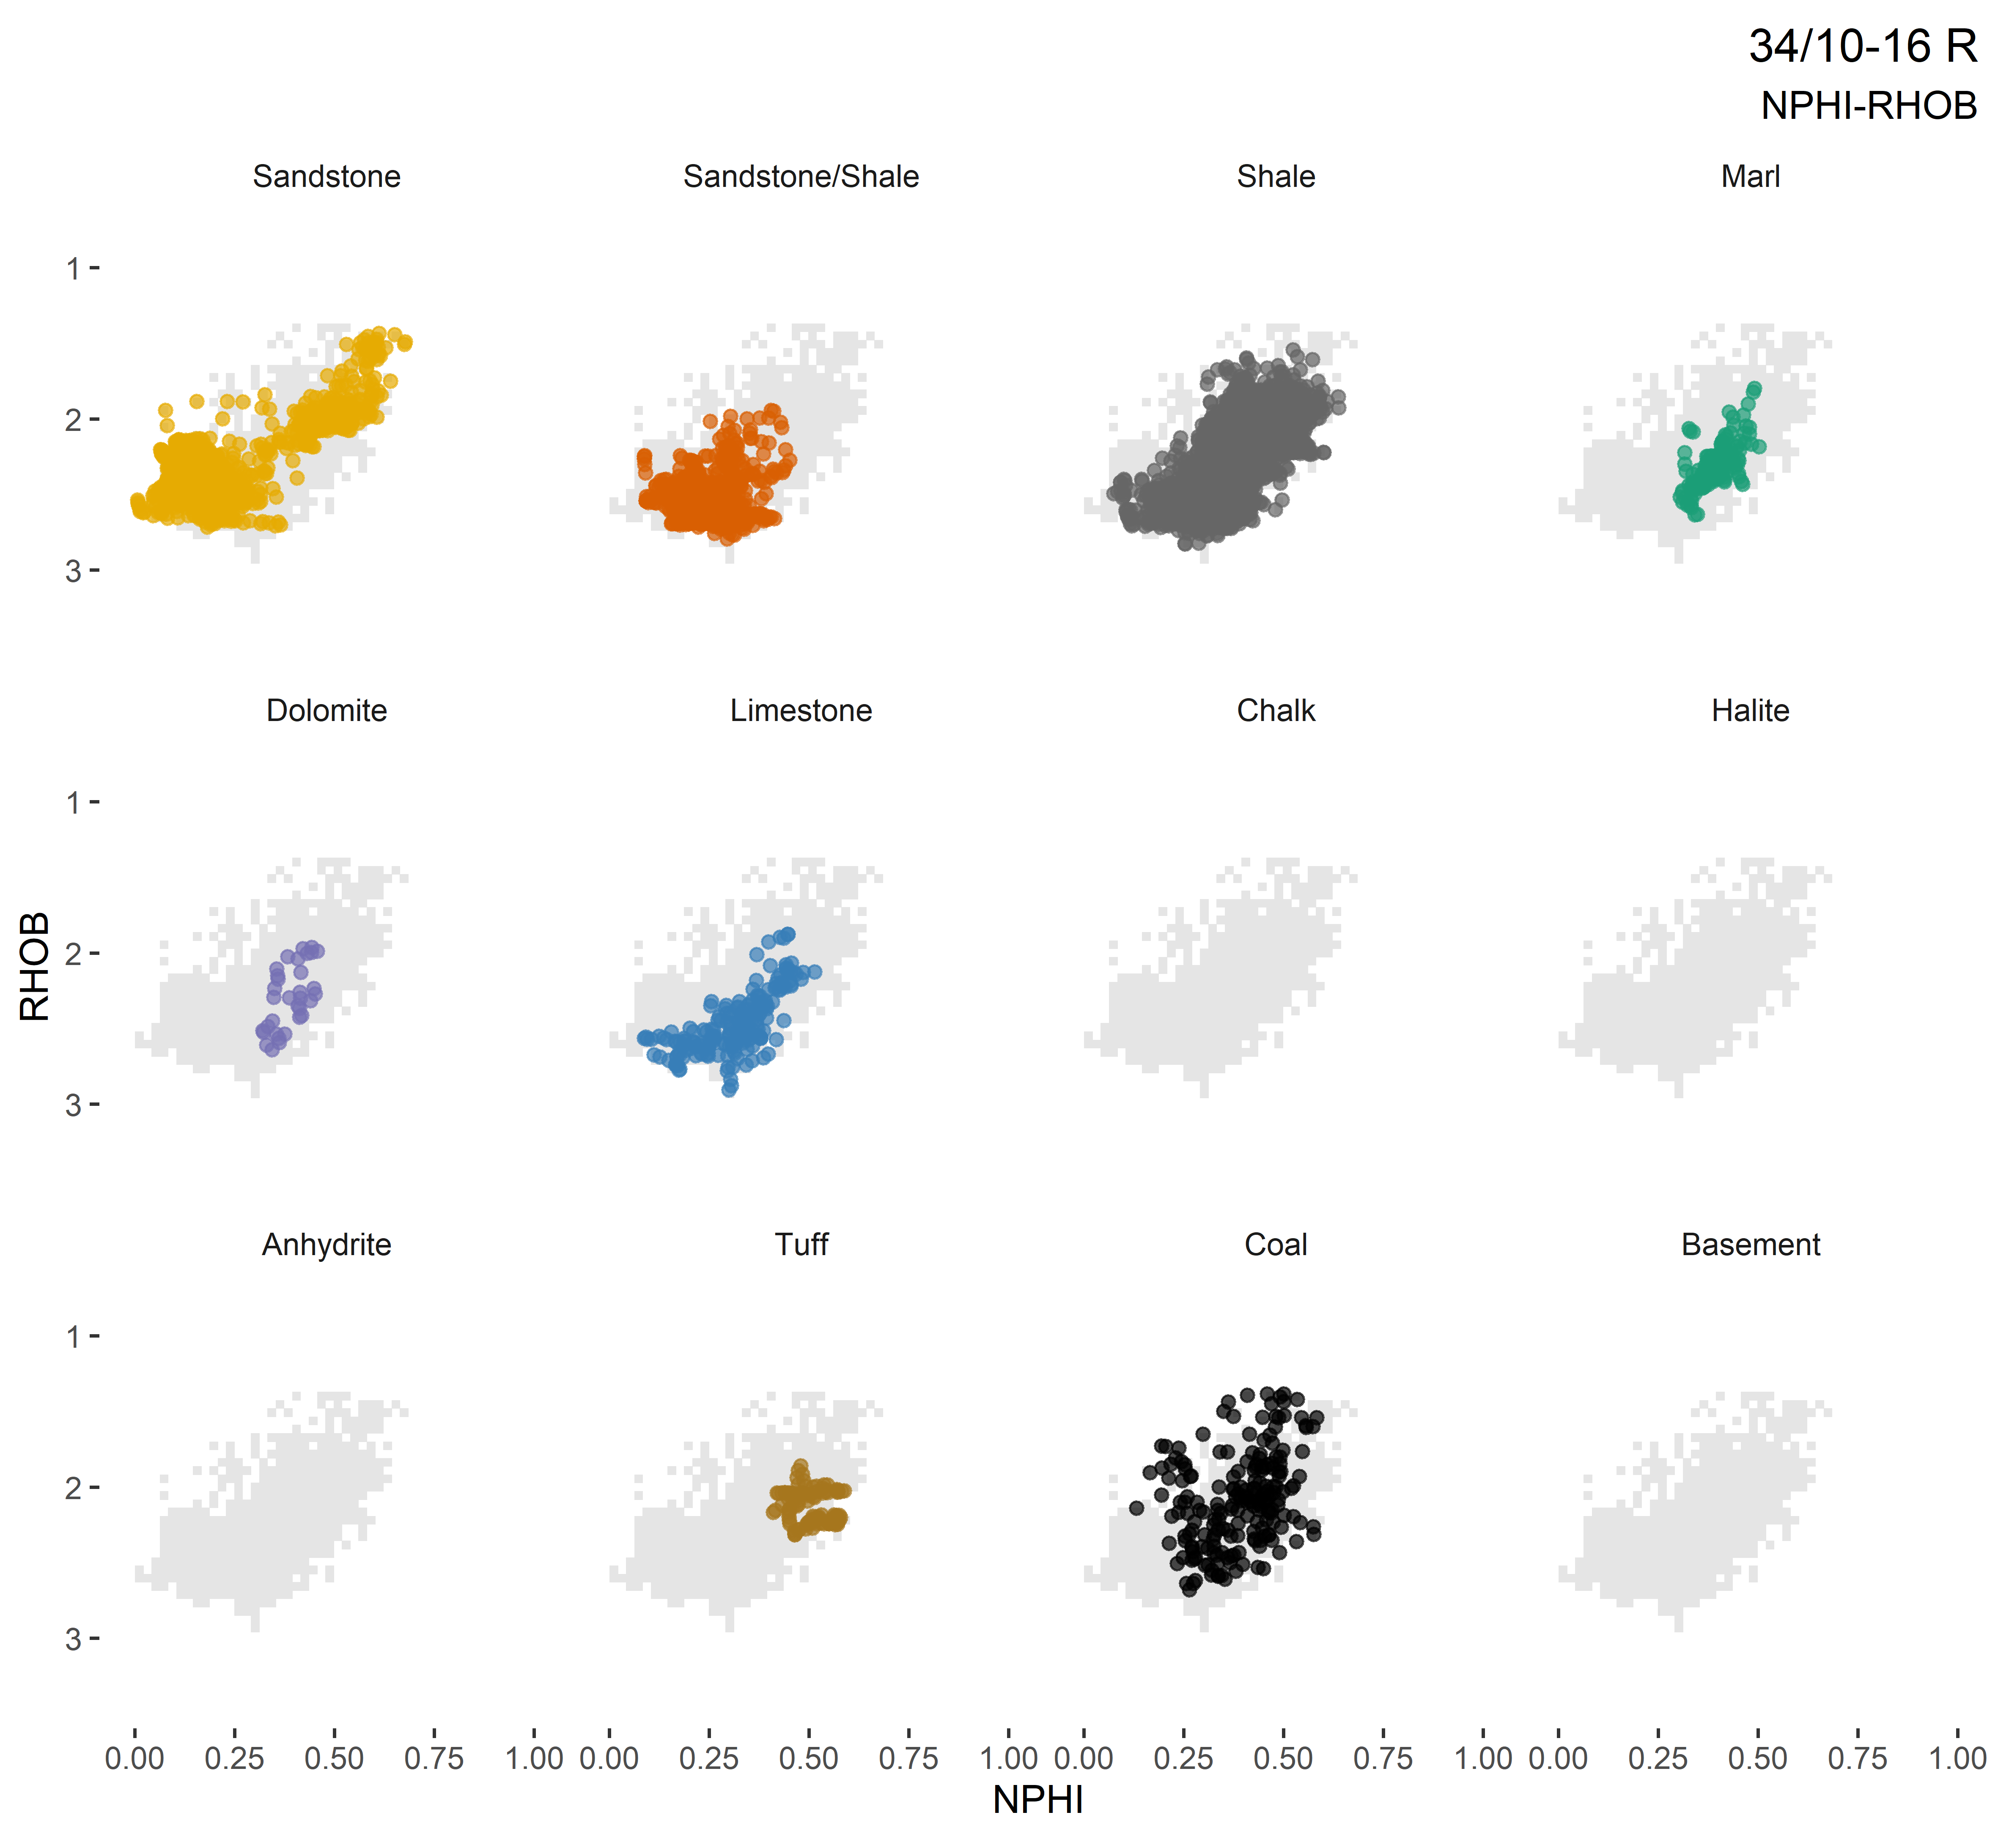 34/10-16 R
NPHI-RHOB
Sandstone Sandstone/Shale Shale Marl
1
2
3
Dolomite Limestone Chalk Halite
1
2
3
RHOB
Anhydrite Tuff Coal Basement
1
2
3
0.00 0.25 0.50 0.75 1.00 0.00 0.25 0.50 0.75 1.00 0.00 0.25 0.50 0.75 1.00 0.00 0.25 0.50 0.75 1.00
NPHI